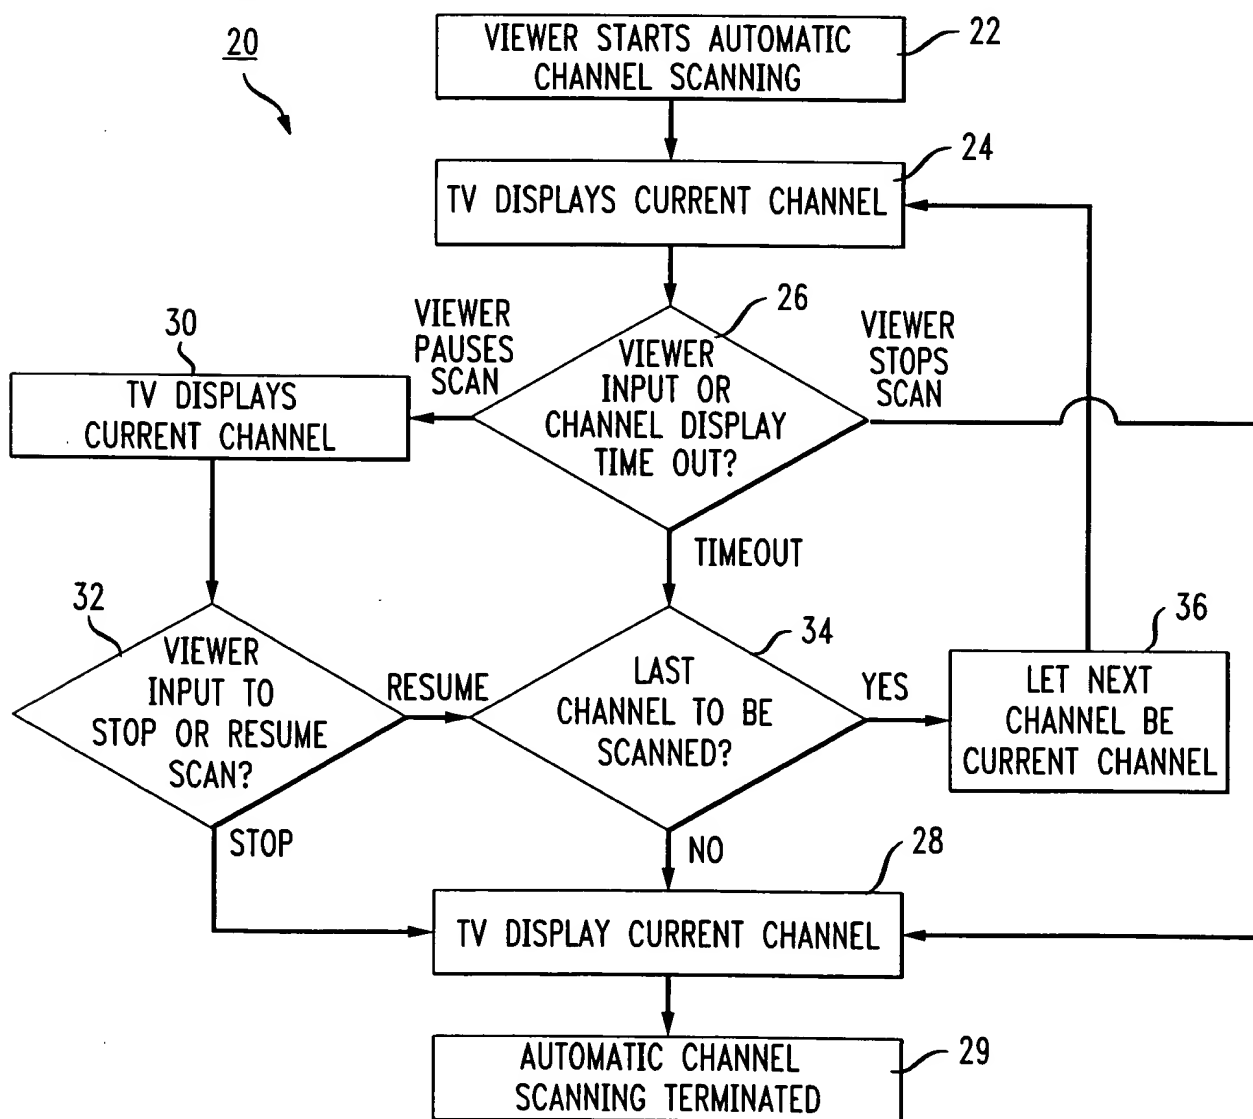 20
VIEWER STARTS AUTOMATIC
CHANNEL SCANNING
22
TV DISPLAYS CURRENT CHANNEL
24
VIEWER
INPUT OR
CHANNEL DISPLAY
TIME OUT?
26
VIEWER
PAUSES
SCAN
VIEWER
STOPS
SCAN
TIMEOUT
30
TV DISPLAYS
CURRENT CHANNEL
32
VIEWER
INPUT TO
STOP OR RESUME
SCAN?
RESUME
STOP
34
LAST
CHANNEL TO BE
SCANNED?
YES
NO
36
LET NEXT
CHANNEL BE
CURRENT CHANNEL
28
TV DISPLAY CURRENT CHANNEL
AUTOMATIC CHANNEL
SCANNING TERMINATED
29